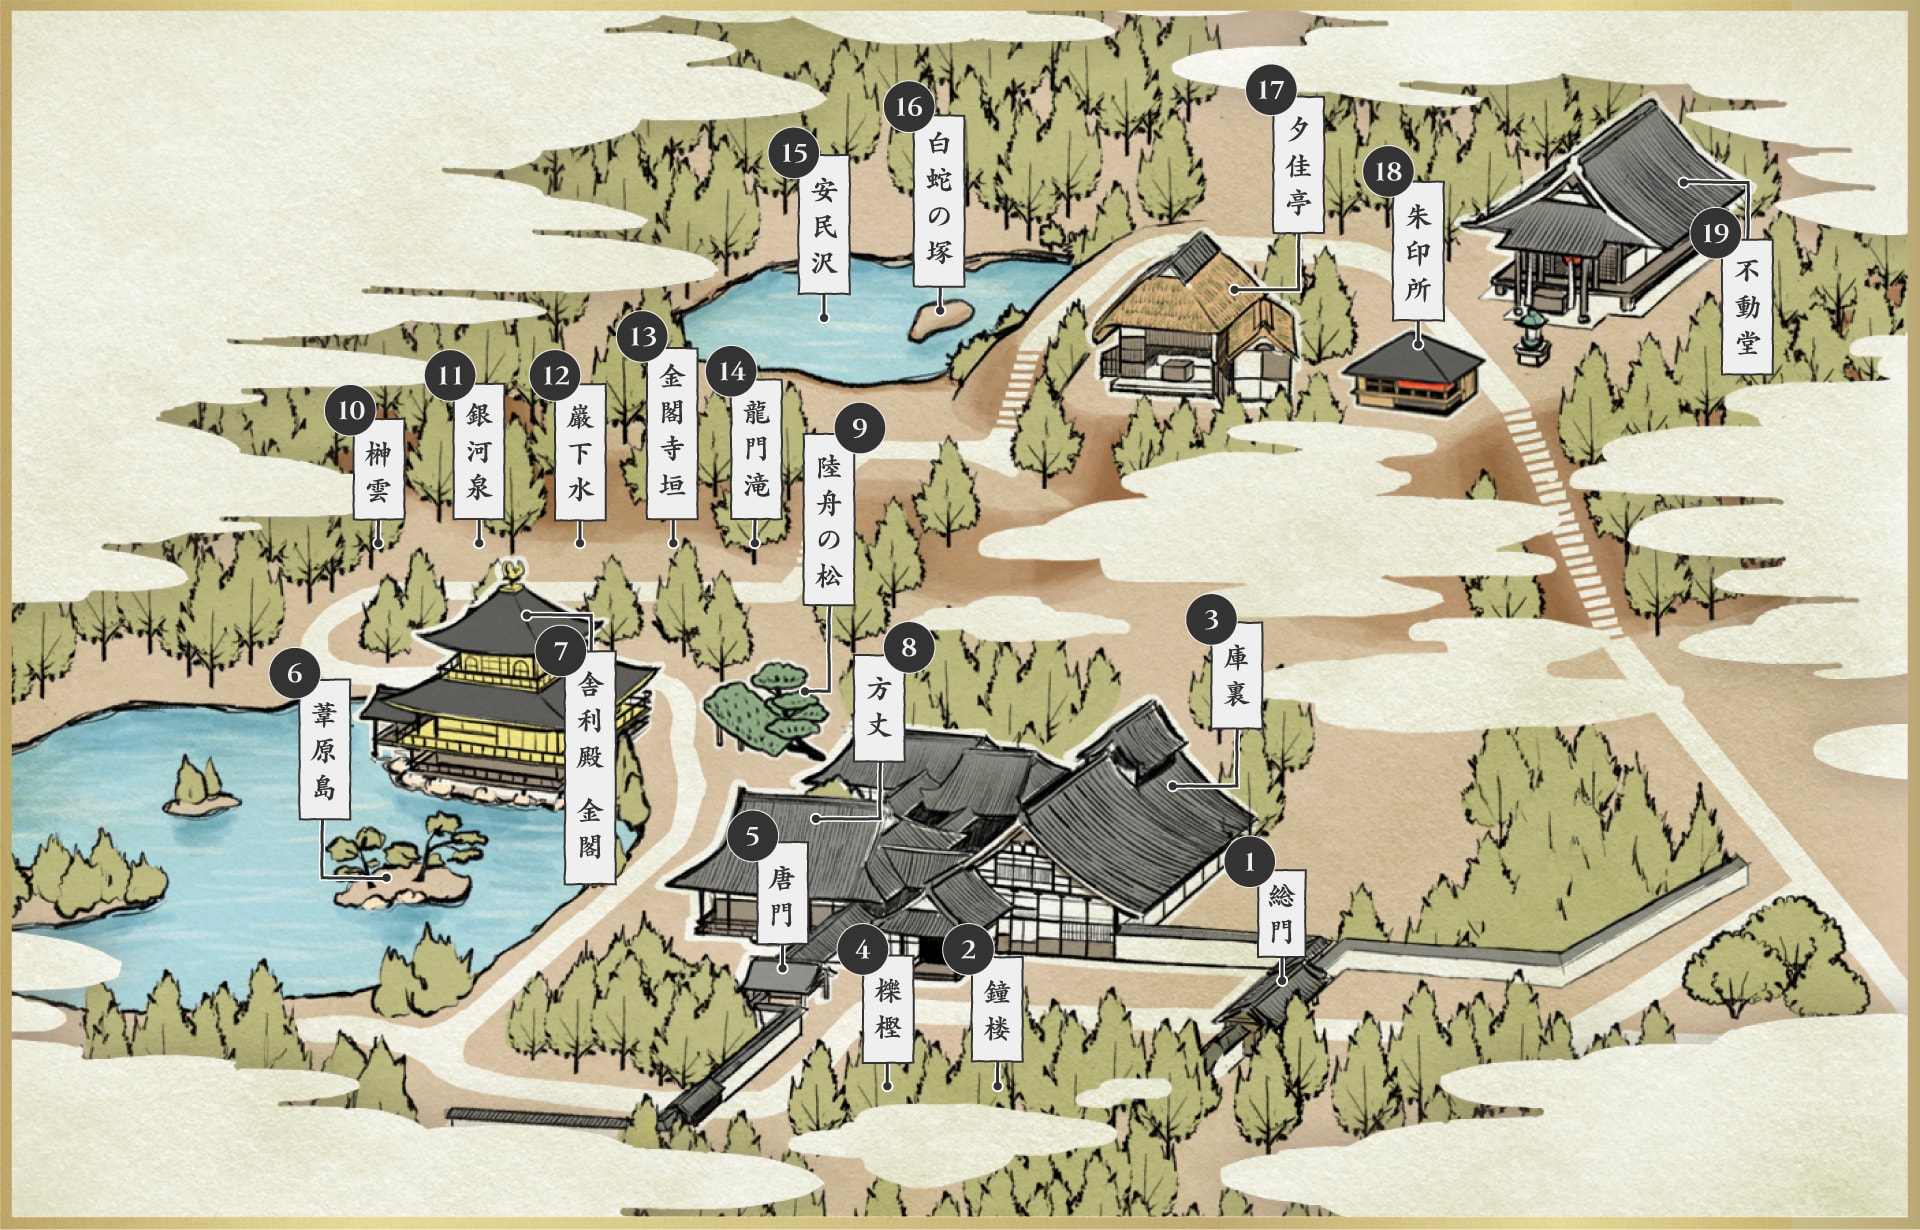 1 総門
2 鐘楼
3 庫裏
4 櫟樫
5 唐門
6 葦原島
7 舎利殿 金閣
8 方丈
9 陸舟の松
10 榊雲
11 銀河泉
12 巌下水
13 金閣寺垣
14 龍門滝
15 安民沢
16 白蛇の塚
17 夕佳亭
18 朱印所
19 不動堂